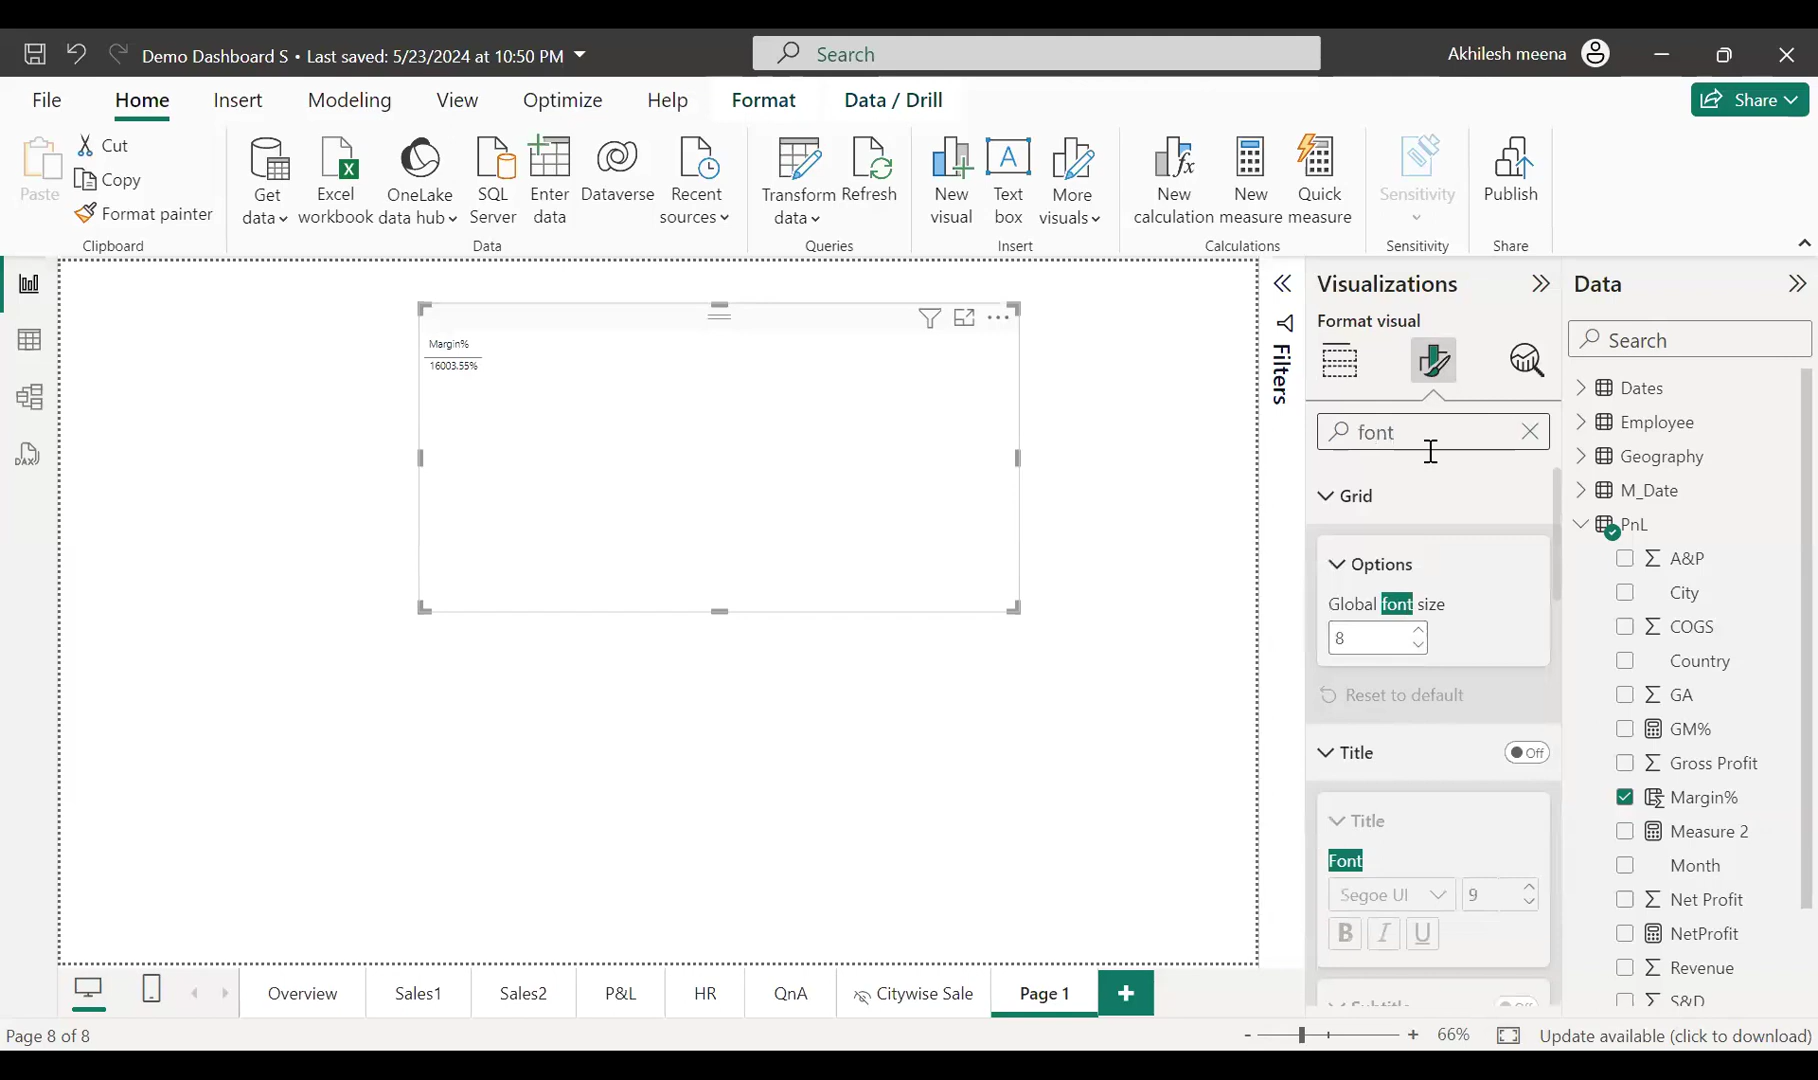 Demo Dashboard S • Last saved: 5/23/2024 at 10:50 PM
Search
Akhilesh meena
File
Home
Insert
Modeling
View
Optimize
Help
Format
Data / Drill
Share
Paste
Cut
Copy
Format painter
Clipboard
Get data
Excel workbook
OneLake data hub
SQL Server
Enter data
Dataverse
Recent sources
Data
Transform data
Refresh
Queries
New visual
A
Text box
More visuals
Insert
New calculation
New measure
Quick measure
Calculations
Sensitivity
Sensitivity
Publish
Share
DAX
Margin%
16003.55%
Filters
Visualizations
Format visual
font
Grid
Options
Global font size
8
Reset to default
Title
Off
Title
Font
Segoe UI
9
B
I
U
Subtitle
Off
Data
Search
Dates
Employee
Geography
M_Date
PnL
A&P
City
COGS
Country
GA
GM%
Gross Profit
Margin%
Measure 2
Month
Net Profit
NetProfit
Revenue
S&D
Overview
Sales1
Sales2
P&L
HR
QnA
Citywise Sale
Page 1
+
Page 8 of 8
-
+
66%
Update available (click to download)